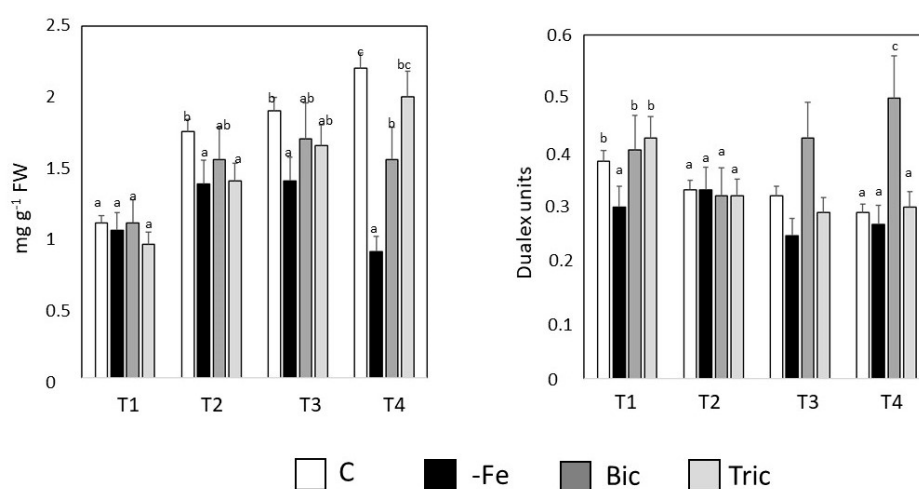 2.5
2
1.5
1
0.5
0
mg g⁻¹ FW
a a a a
b a ab a
b a ab ab
c a b bc
T1 T2 T3 T4
0.6
0.5
0.4
0.3
0.2
0.1
0
Dualex units
b a b b
a a a a
a a c a
T1 T2 T3 T4
C -Fe Bic Tric